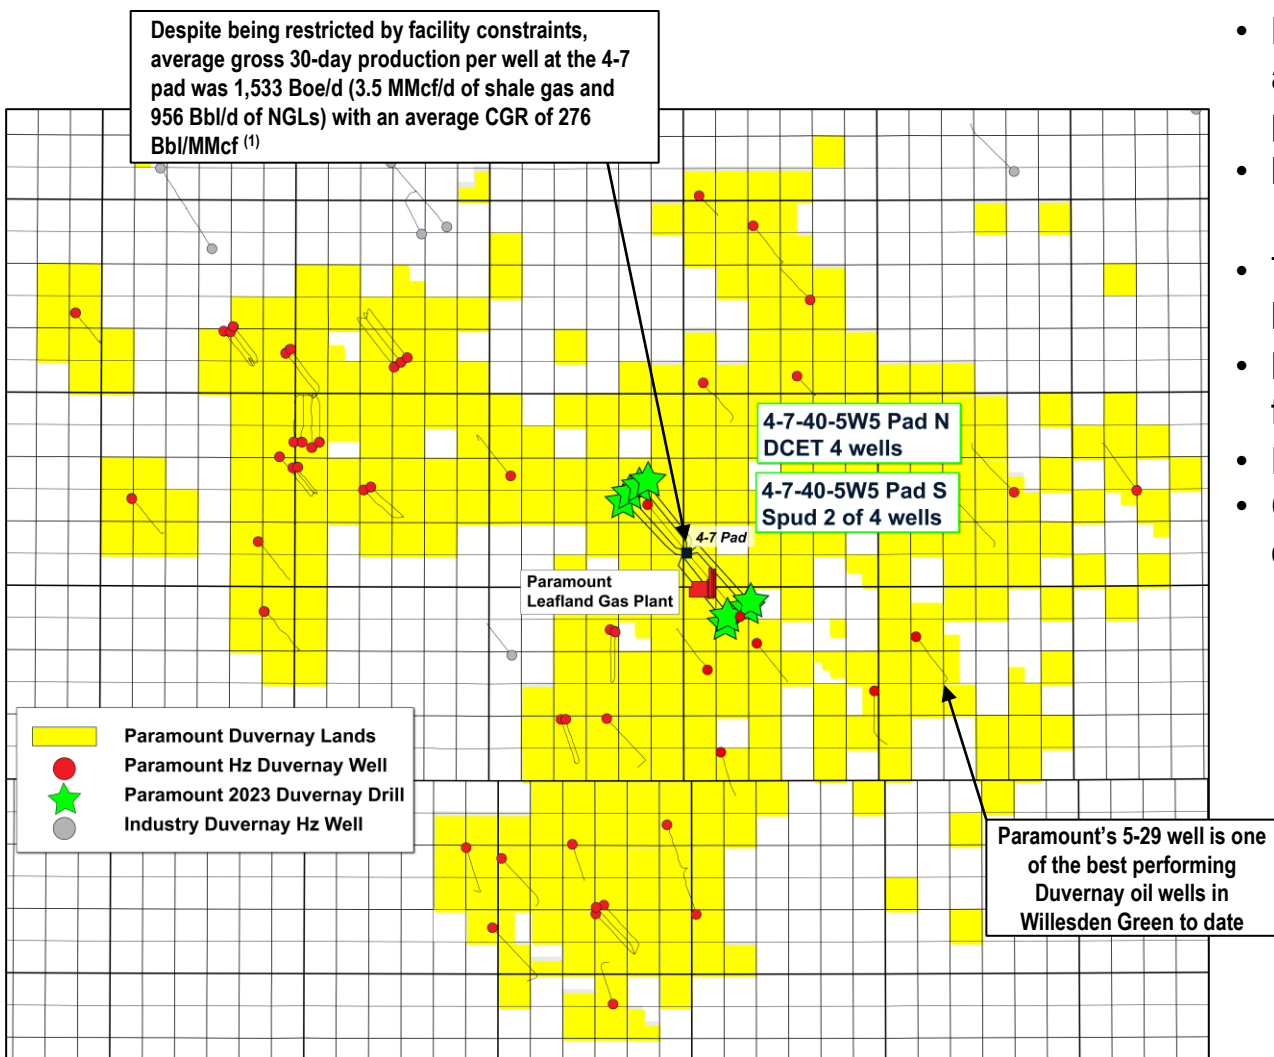 Despite being restricted by facility constraints,
average gross 30-day production per well at the 4-7
pad was 1,533 Boe/d (3.5 MMcf/d of shale gas and
956 Bbl/d of NGLs) with an average CGR of 276
Bbl/MMcf (1)
4-7-40-5W5 Pad N
DCET 4 wells
4-7-40-5W5 Pad S
Spud 2 of 4 wells
4-7 Pad
Paramount
Leafland Gas Plant
Paramount Duvernay Lands
Paramount Hz Duvernay Well
Paramount 2023 Duvernay Drill
Industry Duvernay Hz Well
Paramount's 5-29 well is one
of the best performing
Duvernay oil wells in
Willesden Green to date